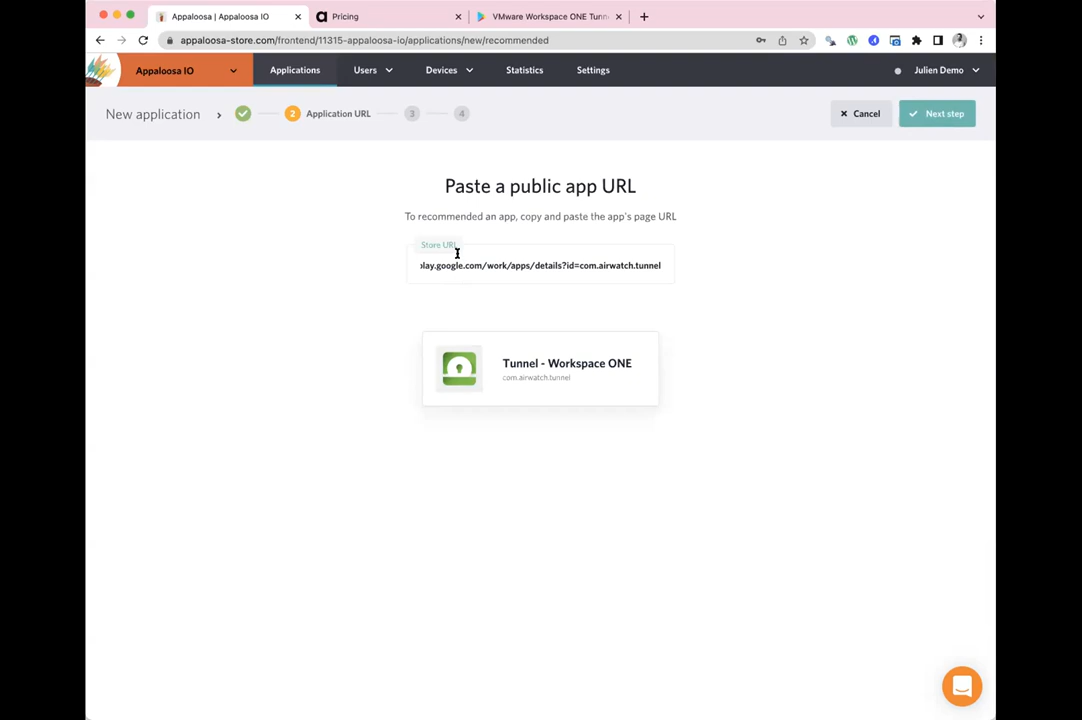 Appaloosa | Appaloosa IO
Pricing
VMware Workspace ONE Tunn
appaloosa-store.com/frontend/11315-appaloosa-io/applications/new/recommended
Appaloosa IO
Applications
Users
Devices
Statistics
Settings
Julien Demo
New application
2
Application URL
3
4
Cancel
Next step
Paste a public app URL
To recommended an app, copy and paste the app's page URL
Store URL
play.google.com/work/apps/details?id=com.airwatch.tunnel
Tunnel - Workspace ONE
com.airwatch.tunnel